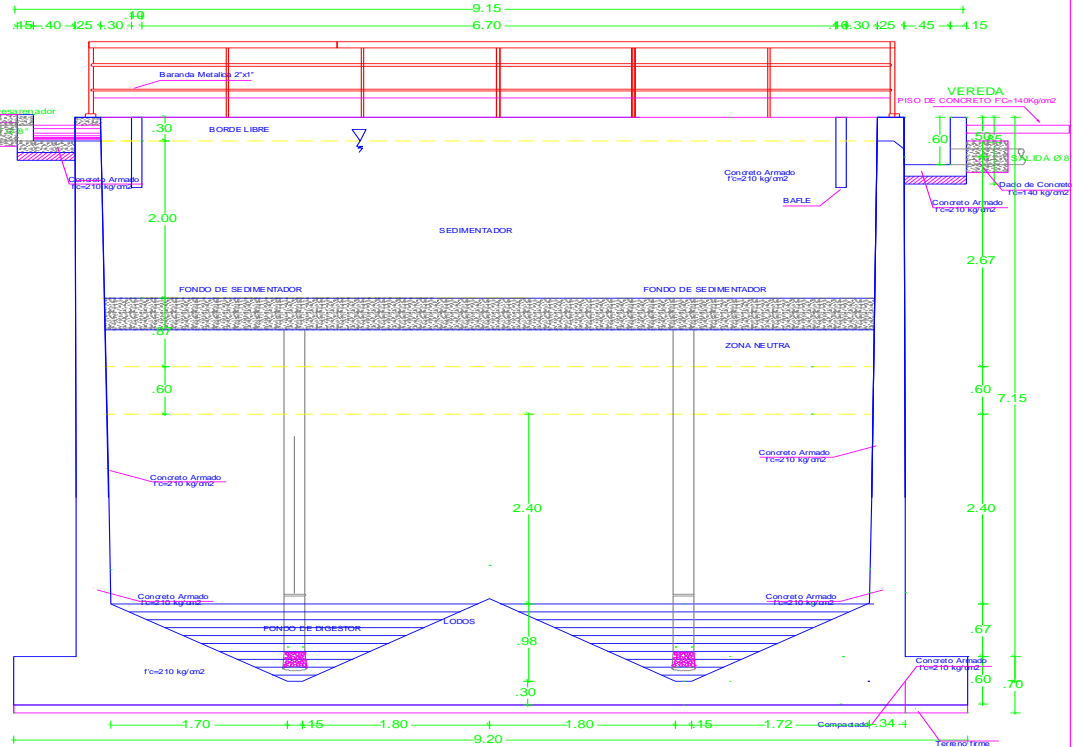 9.15
.15 .40 .25 .30 .10 6.70 .10 .30 .25 .45 .15
Baranda Metalica 2"x1"
VEREDA
PISO DE CONCRETO F'C=140Kg/cm2
.30
BORDE LIBRE
.60
SALIDA Ø 8"
Concreto Armado
f'c=210 kg/cm2
Concreto Armado
f'c=210 kg/cm2
Dado de Concreto
f'c=140 kg/cm2
BAFLE
Concreto Armado
f'c=210 kg/cm2
2.00
SEDIMENTADOR
2.67
FONDO DE SEDIMENTADOR
FONDO DE SEDIMENTADOR
.67
ZONA NEUTRA
.60
.60
7.15
Concreto Armado
f'c=210 kg/cm2
Concreto Armado
f'c=210 kg/cm2
2.40
2.40
Concreto Armado
f'c=210 kg/cm2
Concreto Armado
f'c=210 kg/cm2
FONDO DE DIGESTOR
LODOS
.98
.67
f'c=210 kg/cm2
Concreto Armado
f'c=210 kg/cm2
.30
.60
.70
1.70 .15 1.80 1.80 .15 1.72 .34
Compactado
9.20
Terreno firme